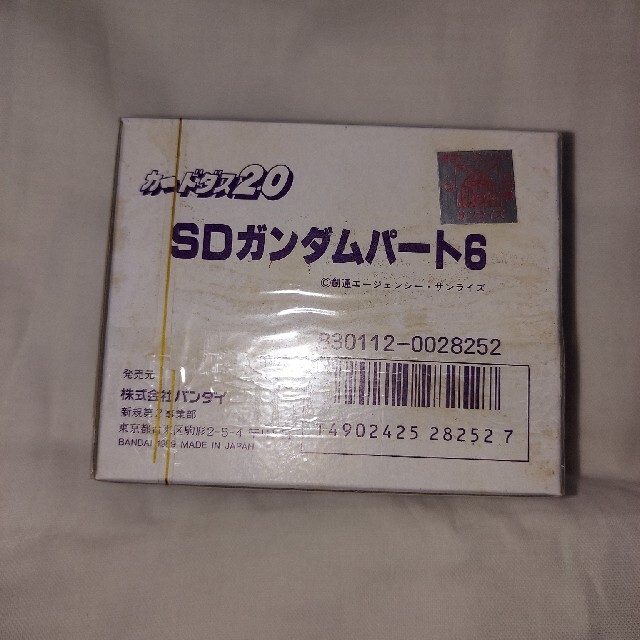 カードダス20
SDガンダムパート6
©創通エージェンシー・サンライズ
880112-0028252
発売元
株式会社 バンダイ
新規第2事業部
東京都台東区駒形2-5-4
BANDAI 1989 MADE IN JAPAN
T4902425 28252 7